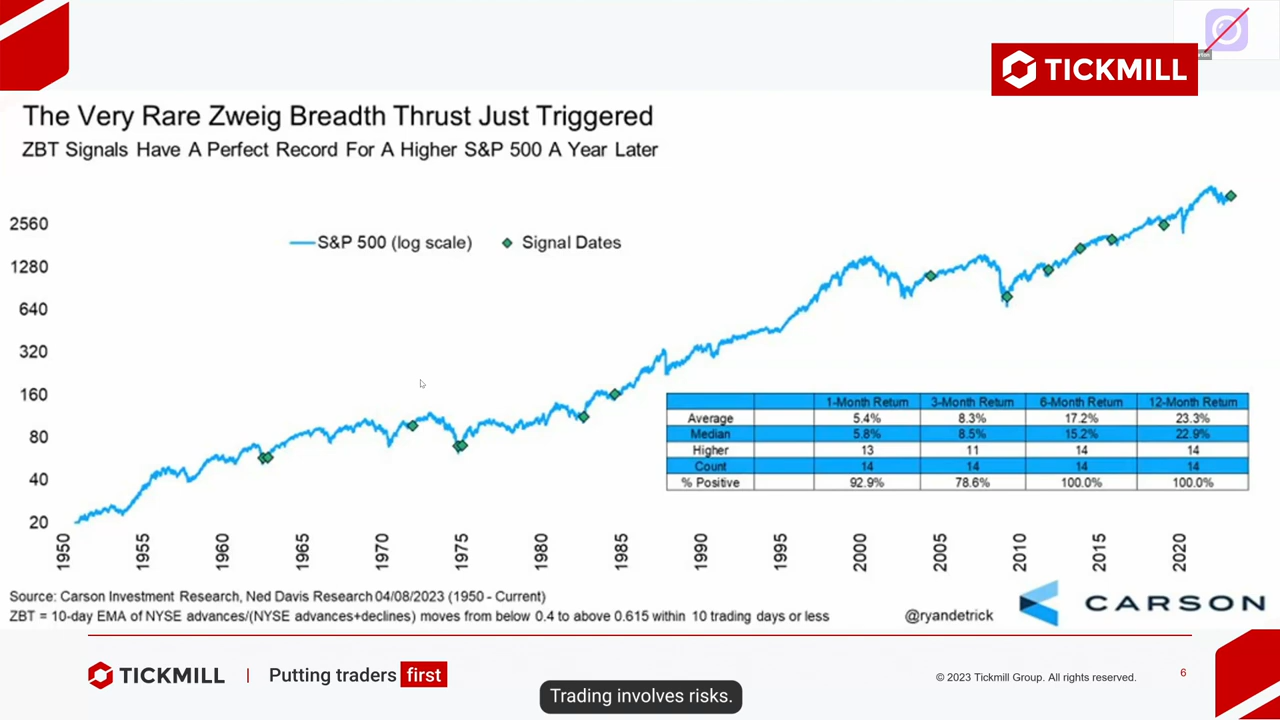 TICKMILL
The Very Rare Zweig Breadth Thrust Just Triggered
ZBT Signals Have A Perfect Record For A Higher S&P 500 A Year Later
S&P 500 (log scale) Signal Dates
2560
1280
640
320
160
80
40
20
1950 1955 1960 1965 1970 1975 1980 1985 1990 1995 2000 2005 2010 2015 2020
1-Month Return 3-Month Return 6-Month Return 12-Month Return
Average 5.4% 8.3% 17.2% 23.3%
Median 5.8% 8.5% 15.2% 22.9%
Higher 13 11 14 14
Count 14 14 14 14
% Positive 92.9% 78.6% 100.0% 100.0%
Source: Carson Investment Research, Ned Davis Research 04/08/2023 (1950 - Current)
ZBT = 10-day EMA of NYSE advances/(NYSE advances+declines) moves from below 0.4 to above 0.615 within 10 trading days or less
@ryandetrick
CARSON
TICKMILL | Putting traders first
© 2023 Tickmill Group. All rights reserved. 6
Trading involves risks.